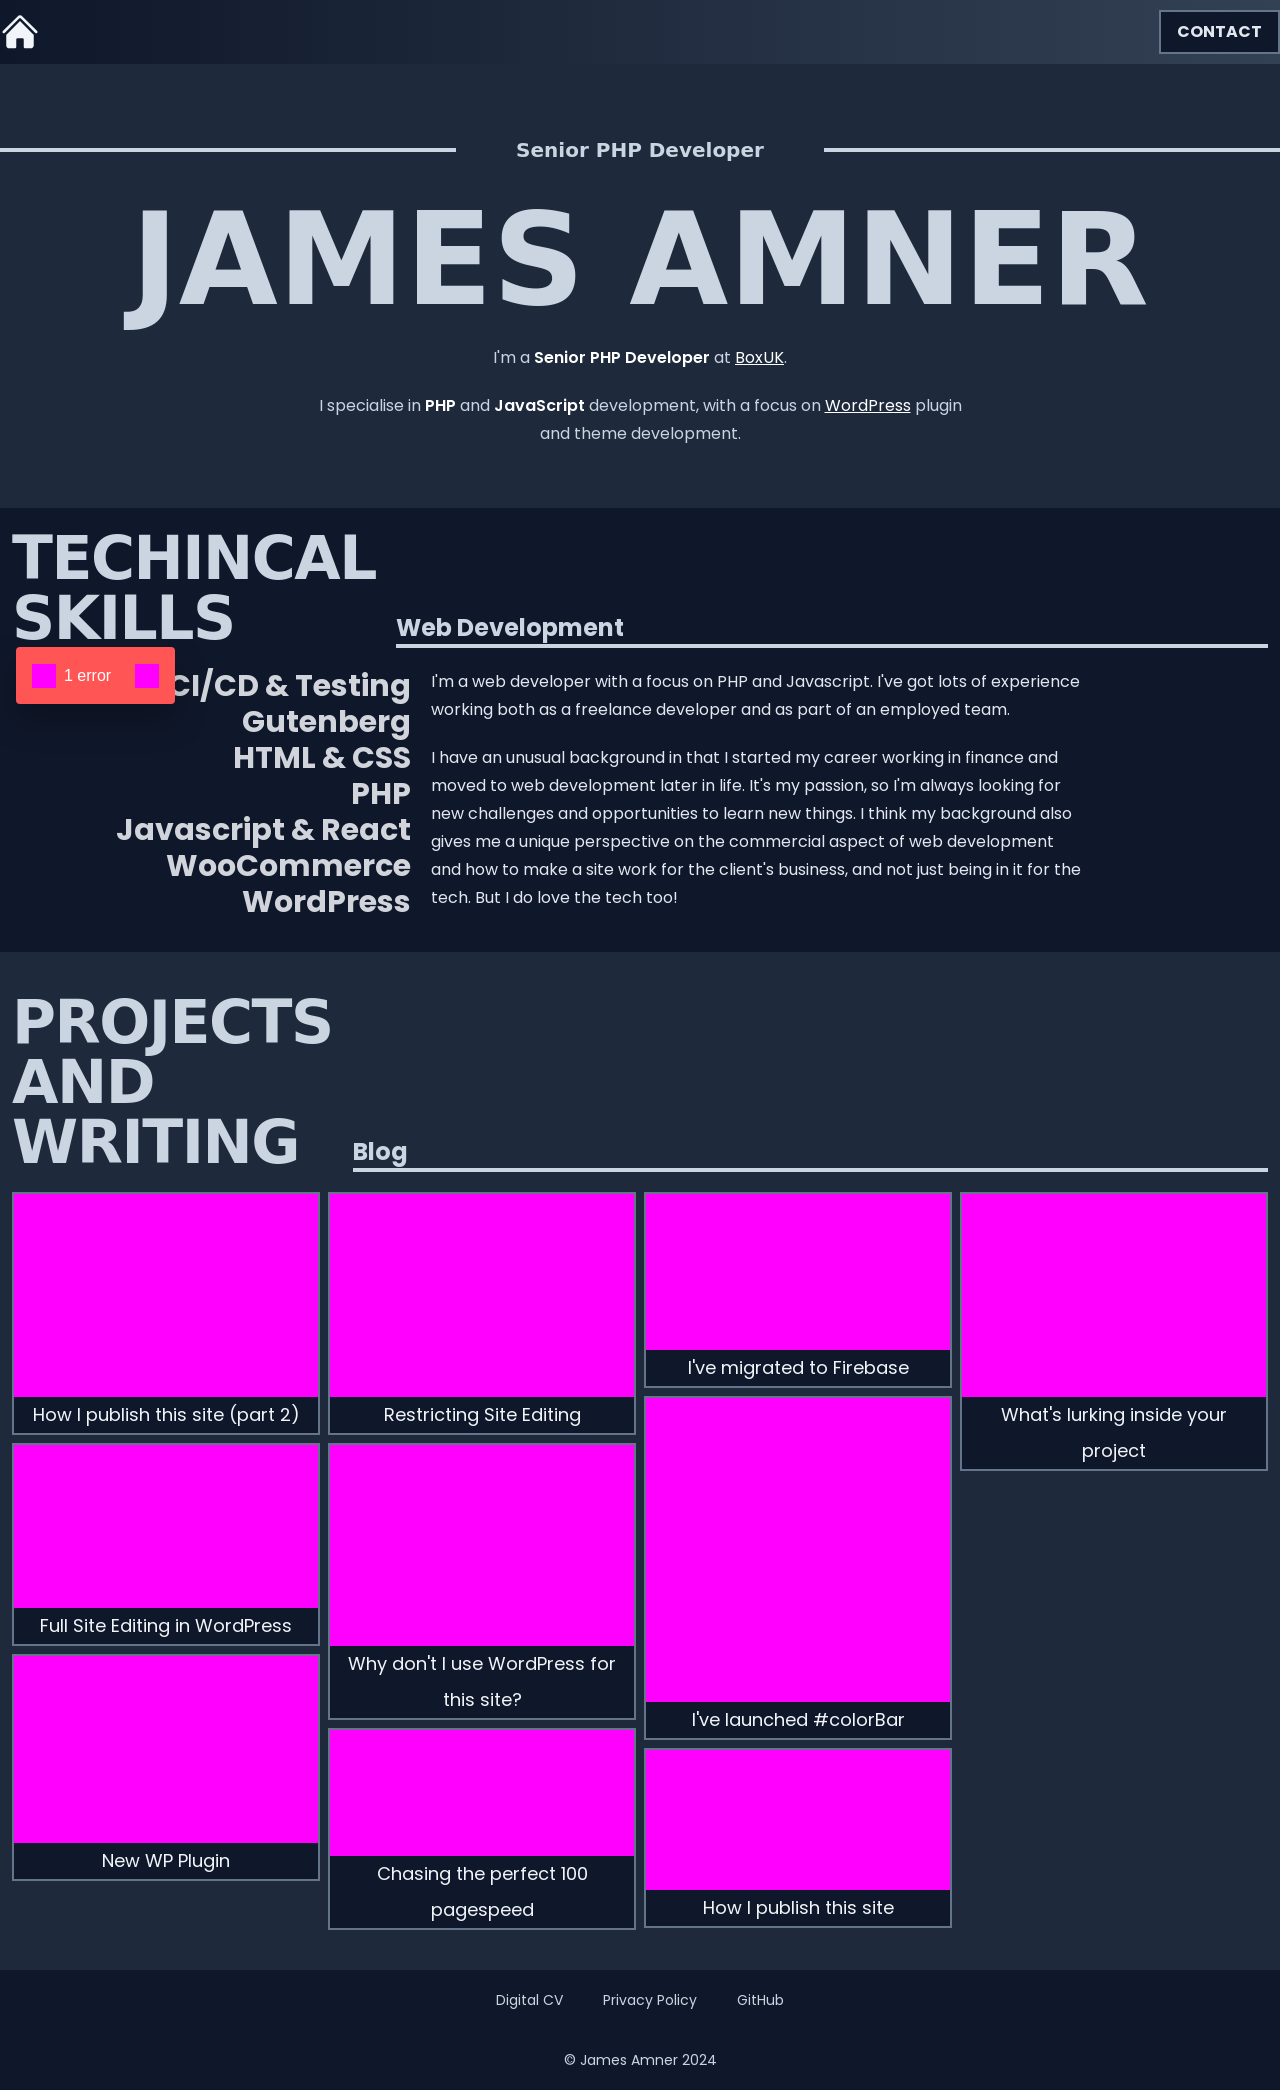 CONTACT
Senior PHP Developer
JAMES AMNER
I'm a Senior PHP Developer at BoxUK.
I specialise in PHP and JavaScript development, with a focus on WordPress plugin
and theme development.
TECHINCAL
SKILLS
Web Development
1 error
CI/CD & Testing
Gutenberg
HTML & CSS
PHP
Javascript & React
WooCommerce
WordPress
I'm a web developer with a focus on PHP and Javascript. I've got lots of experience
working both as a freelance developer and as part of an employed team.
I have an unusual background in that I started my career working in finance and
moved to web development later in life. It's my passion, so I'm always looking for
new challenges and opportunities to learn new things. I think my background also
gives me a unique perspective on the commercial aspect of web development
and how to make a site work for the client's business, and not just being in it for the
tech. But I do love the tech too!
PROJECTS
AND
WRITING
Blog
How I publish this site (part 2)
Full Site Editing in WordPress
New WP Plugin
Restricting Site Editing
Why don't I use WordPress for
this site?
Chasing the perfect 100
pagespeed
I've migrated to Firebase
I've launched #colorBar
How I publish this site
What's lurking inside your
project
Digital CV
Privacy Policy
GitHub
© James Amner 2024